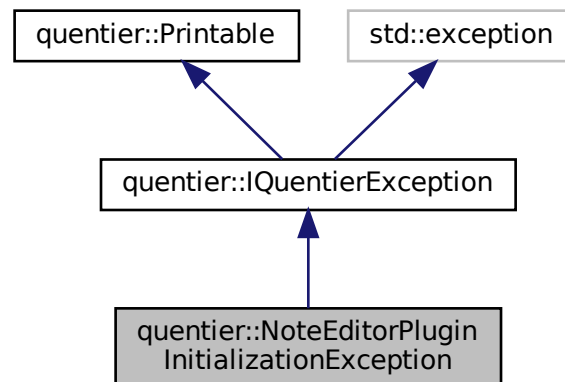 quentier::Printable
std::exception
quentier::IQuentierException
quentier::NoteEditorPlugin
InitializationException